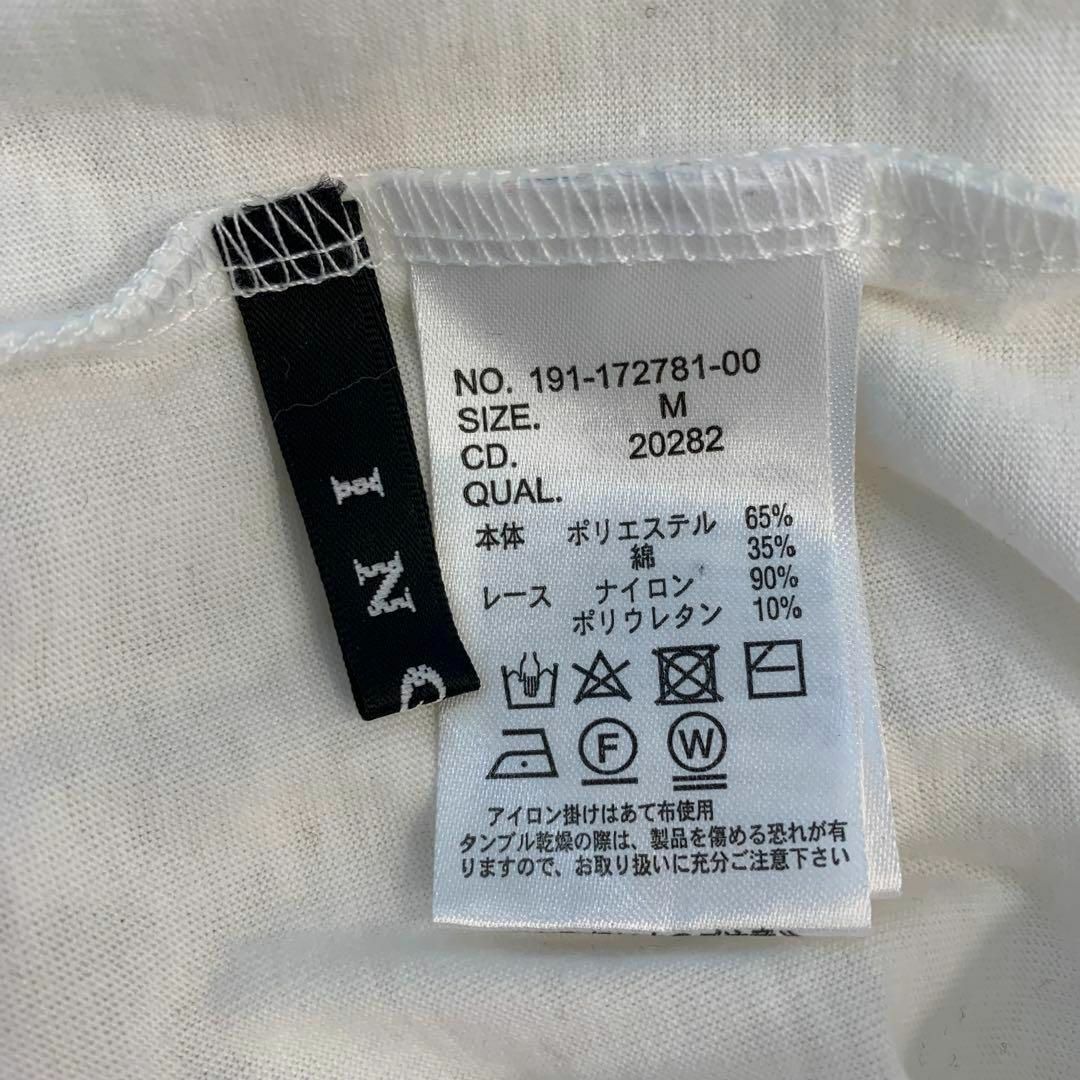 NO. 191-172781-00
SIZE. M
CD. 20282
QUAL.
本体 ポリエステル 65%
綿 35%
レース ナイロン 90%
ポリウレタン 10%
F W
アイロン掛けはあて布使用
タンブル乾燥の際は、製品を傷める恐れが有
りますので、お取り扱いに充分ご注意下さい
I N